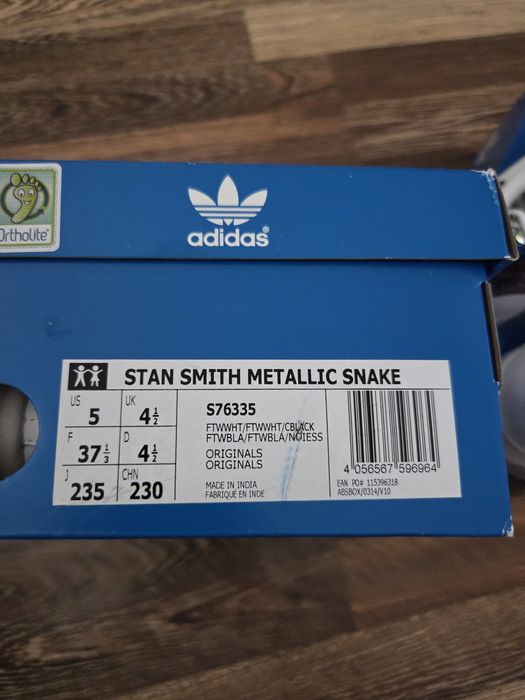 Ortholite
adidas
STAN SMITH METALLIC SNAKE
US UK
5 4½
F D
37⅓ 4½
J CHN
235 230
S76335
FTWWHT/FTWWHT/CBLACK
FTWBLA/FTWBLA/NOIESS
ORIGINALS
ORIGINALS
MADE IN INDIA
FABRIQUE EN INDE
4 056567 596964
EAN PO# 115396318
ABSBOX/0314/V10